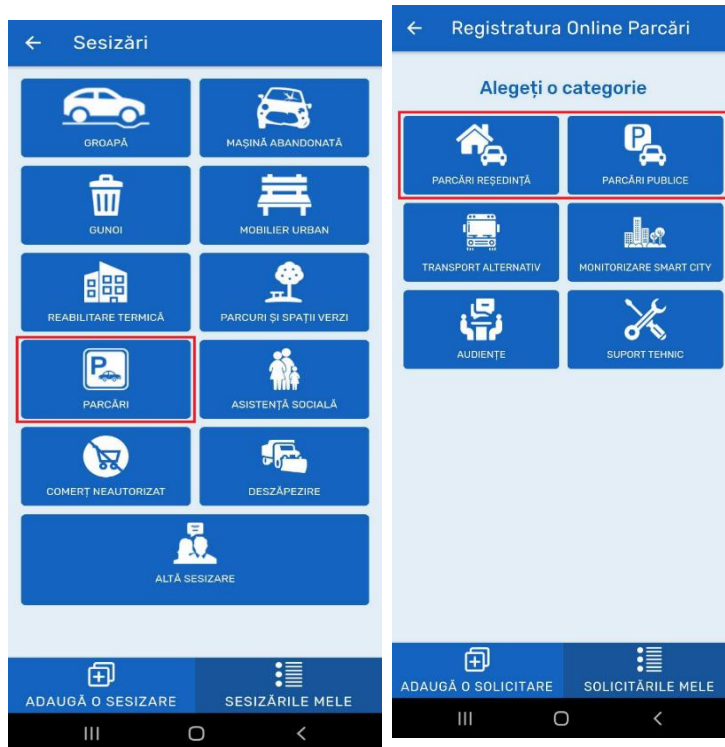 Sesizări
GROAPĂ
MAȘINĂ ABANDONATĂ
GUNOI
MOBILIER URBAN
REABILITARE TERMICĂ
PARCURI ȘI SPAȚII VERZI
P
PARCĂRI
ASISTENȚĂ SOCIALĂ
COMERȚ NEAUTORIZAT
DESZĂPEZIRE
ALTĂ SESIZARE
ADAUGĂ O SESIZARE
SESIZĂRILE MELE
Registratura Online Parcări
Alegeți o categorie
PARCĂRI REȘEDINȚĂ
P
PARCĂRI PUBLICE
TRANSPORT ALTERNATIV
MONITORIZARE SMART CITY
AUDIENȚE
SUPORT TEHNIC
ADAUGĂ O SOLICITARE
SOLICITĂRILE MELE